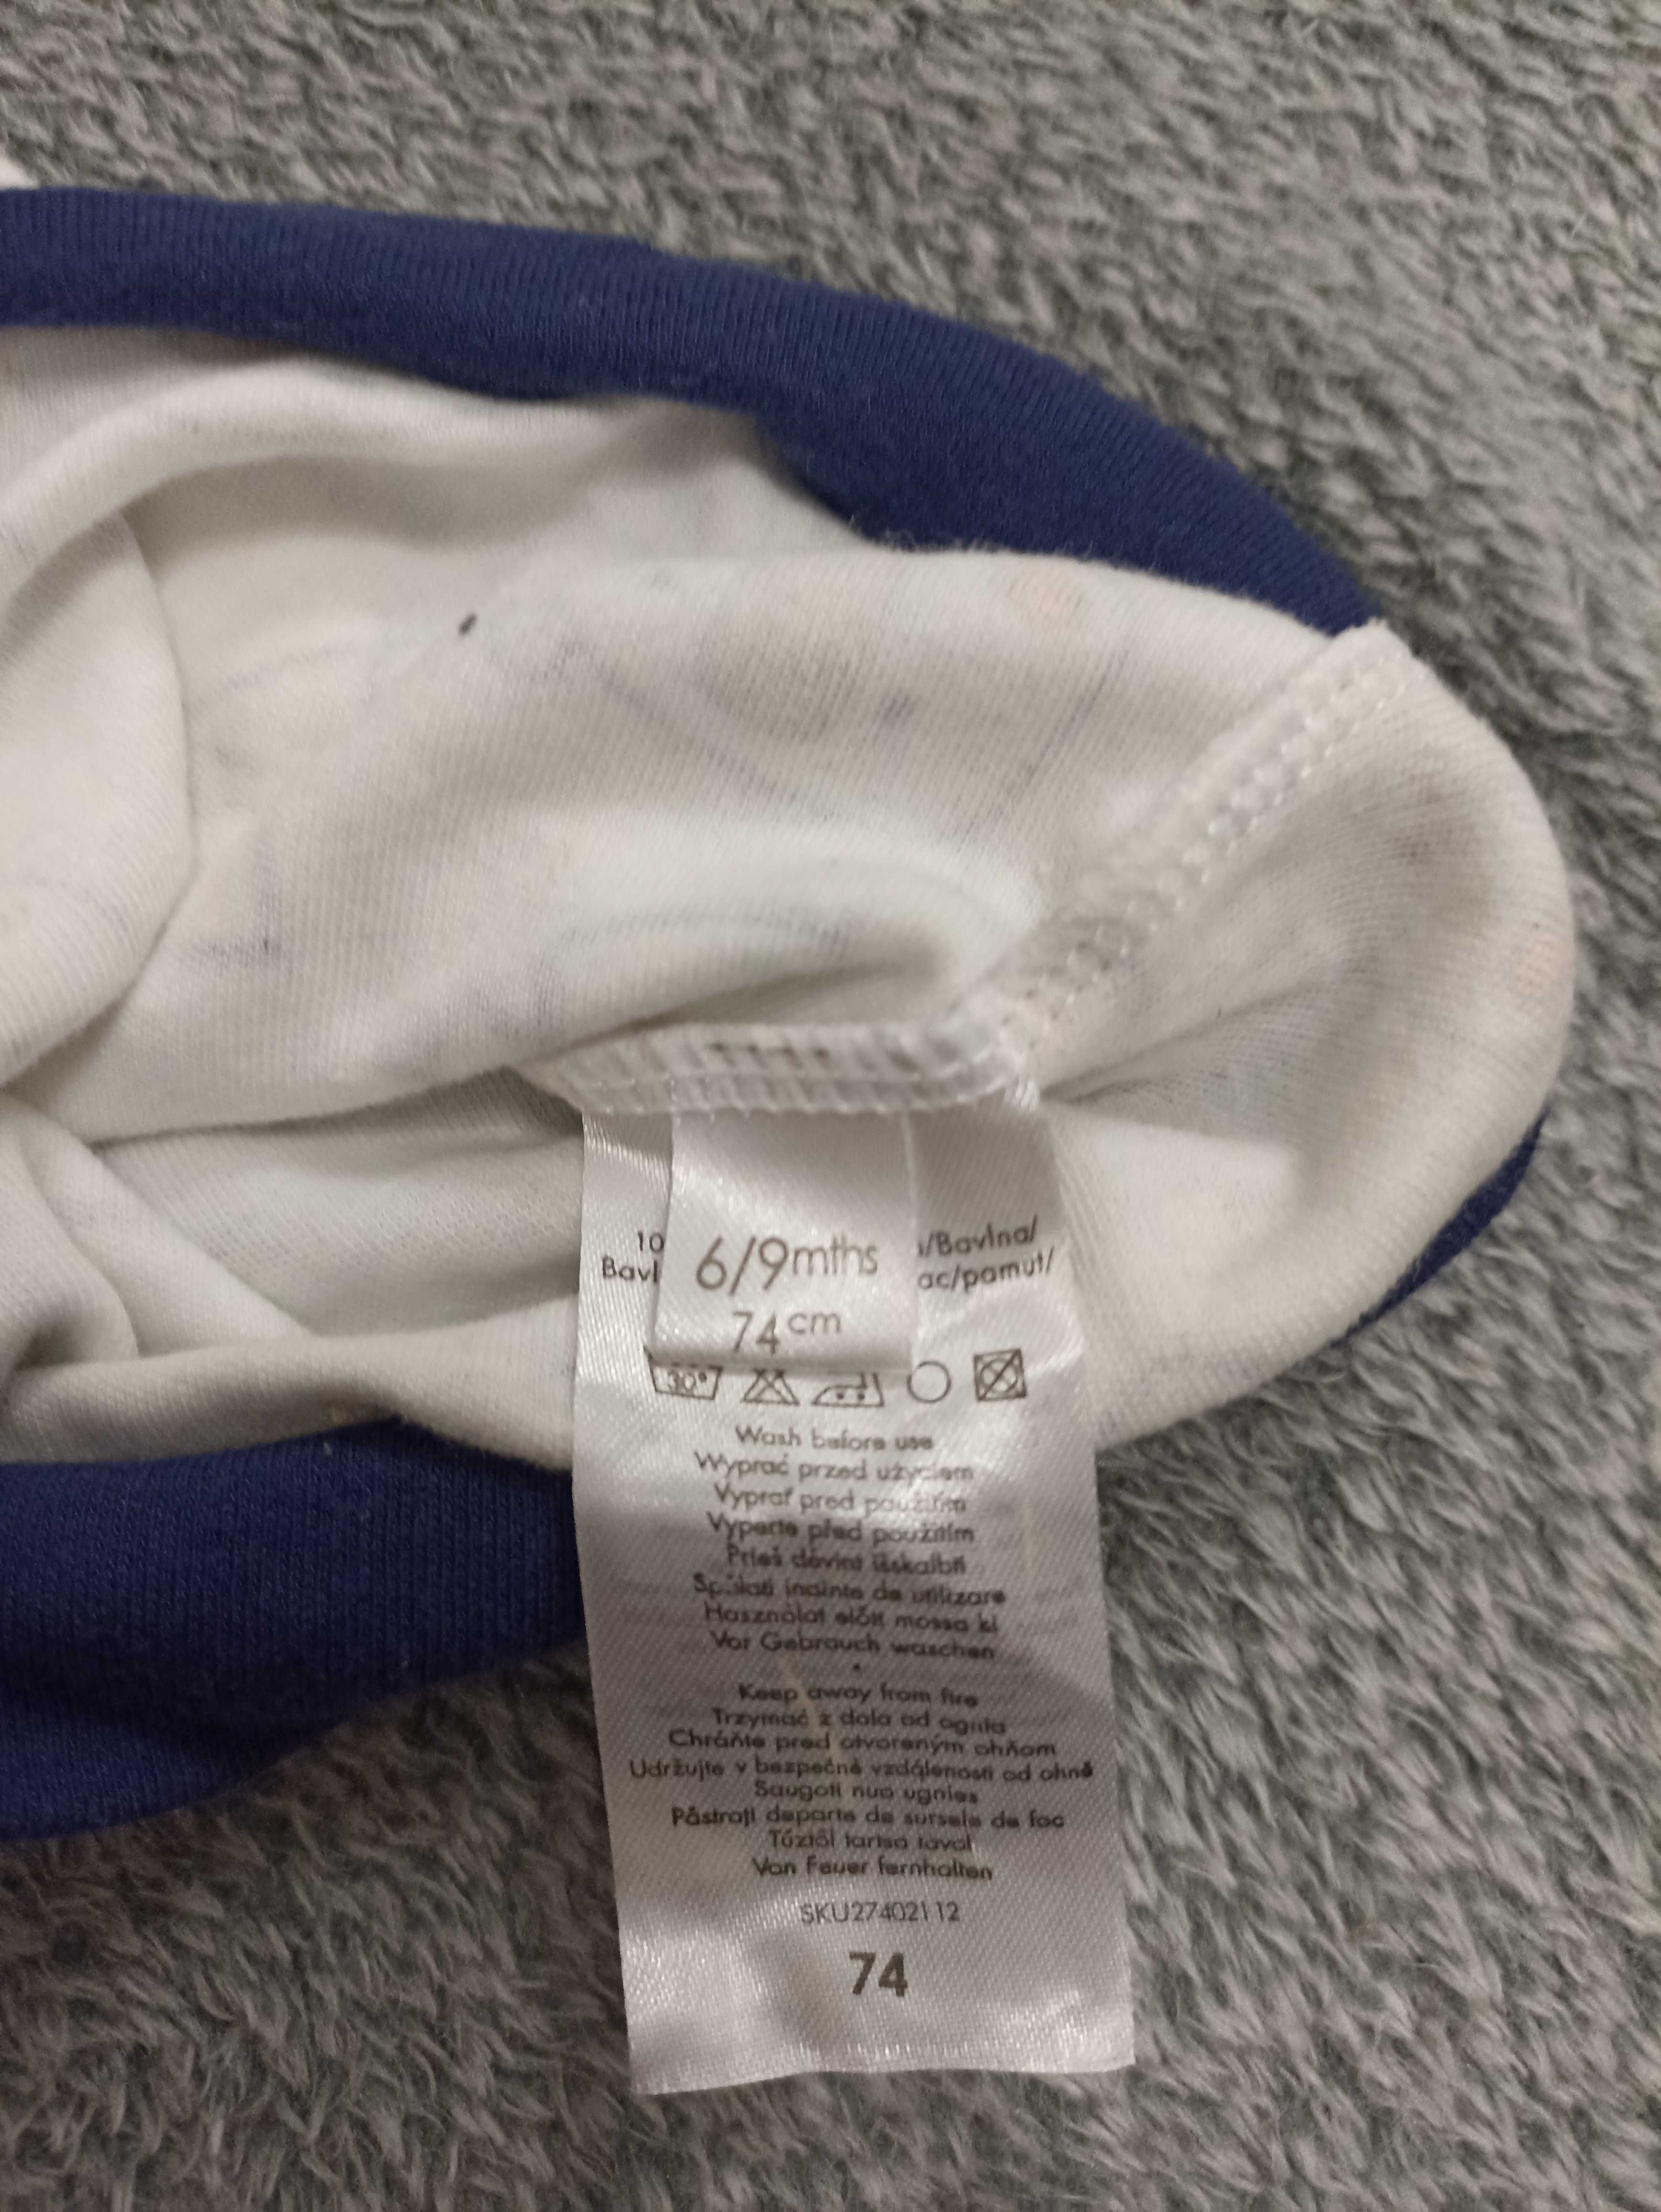 6/9mths
74cm
10
Bavl
/Bavlna/
ac/pamut/
30°
Wash before use
Wyprać przed użyciem
Vyprať pred použitím
Vyperte před použitím
Prieš dėvint išskalbti
Spălați înainte de utilizare
Használat előtt mossa ki
Vor Gebrauch waschen
Keep away from fire
Trzymać z dala od ognia
Chráňte pred otvoreným ohňom
Udržujte v bezpečné vzdálenosti od ohně
Saugoti nuo ugnies
Păstrați departe de sursele de foc
Tűztől tartsa távol
Von Feuer fernhalten
SKU27402112
74